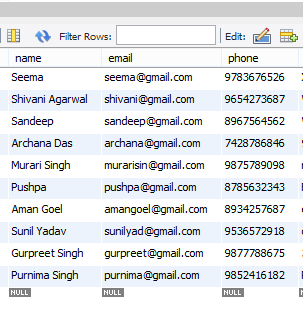 Filter Rows: Edit:
name email phone
Seema seema@gmail.com 9783676526
Shivani Agarwal shivani@gmail.com 9654273687
Sandeep sandeep@gmail.com 8967564562
Archana Das archana@gmail.com 7428786846
Murari Singh murarisin@gmail.com 9875789098
Pushpa pushpa@gmail.com 8785632343
Aman Goel amangoel@gmail.com 8934257687
Sunil Yadav sunilyad@gmail.com 9536572918
Gurpreet Singh gurpreet@gmail.com 9877788675
Purnima Singh purnima@gmail.com 9852416182
NULL NULL NULL